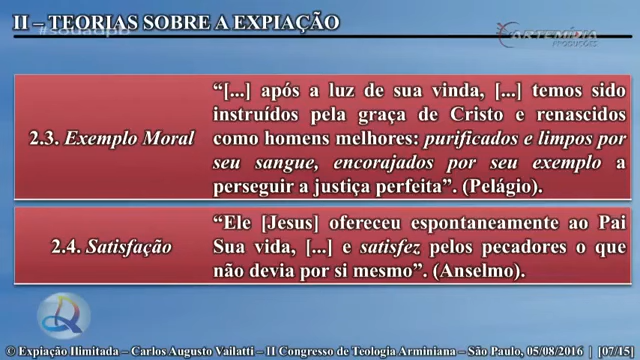 II – TEORIAS SOBRE A EXPIAÇÃO
ARTEMÍDIA
PRODUÇÕES
2.3. Exemplo Moral
“[...] após a luz de sua vinda, [...] temos sido
instruídos pela graça de Cristo e renascidos
como homens melhores: purificados e limpos por
seu sangue, encorajados por seu exemplo a
perseguir a justiça perfeita”. (Pelágio).
2.4. Satisfação
“Ele [Jesus] ofereceu espontaneamente ao Pai
Sua vida, [...] e satisfez pelos pecadores o que
não devia por si mesmo”. (Anselmo).
© Expiação Ilimitada – Carlos Augusto Vailatti – II Congresso de Teologia Arminiana – São Paulo, 05/08/2016 | [07/15]